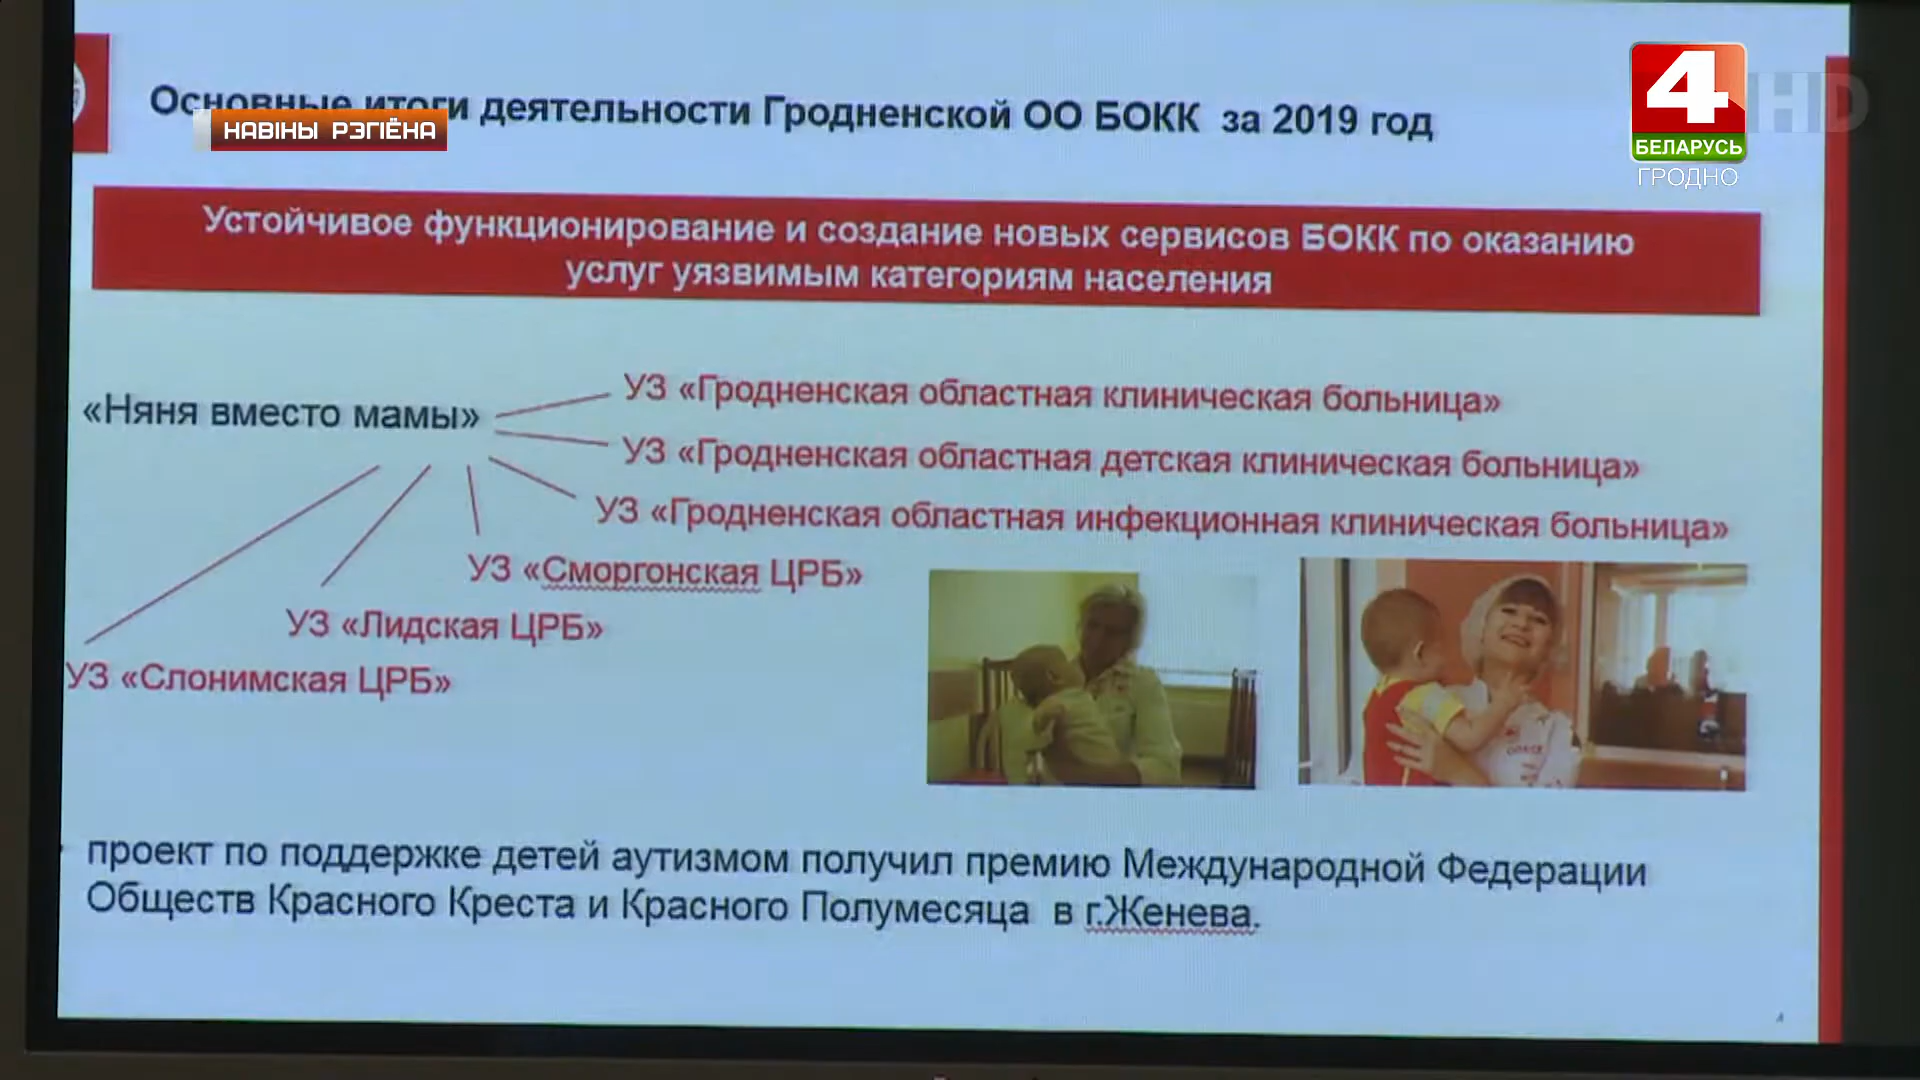 Основные итоги деятельности Гродненской ОО БОКК за 2019 год
НАВІНЫ РЭГІЁНА
4 HD
БЕЛАРУСЬ
ГРОДНО
Устойчивое функционирование и создание новых сервисов БОКК по оказанию
услуг уязвимым категориям населения
«Няня вместо мамы»
УЗ «Гродненская областная клиническая больница»
УЗ «Гродненская областная детская клиническая больница»
УЗ «Гродненская областная инфекционная клиническая больница»
УЗ «Сморгонская ЦРБ»
УЗ «Лидская ЦРБ»
УЗ «Слонимская ЦРБ»
проект по поддержке детей аутизмом получил премию Международной Федерации
Обществ Красного Креста и Красного Полумесяца в г.Женева.